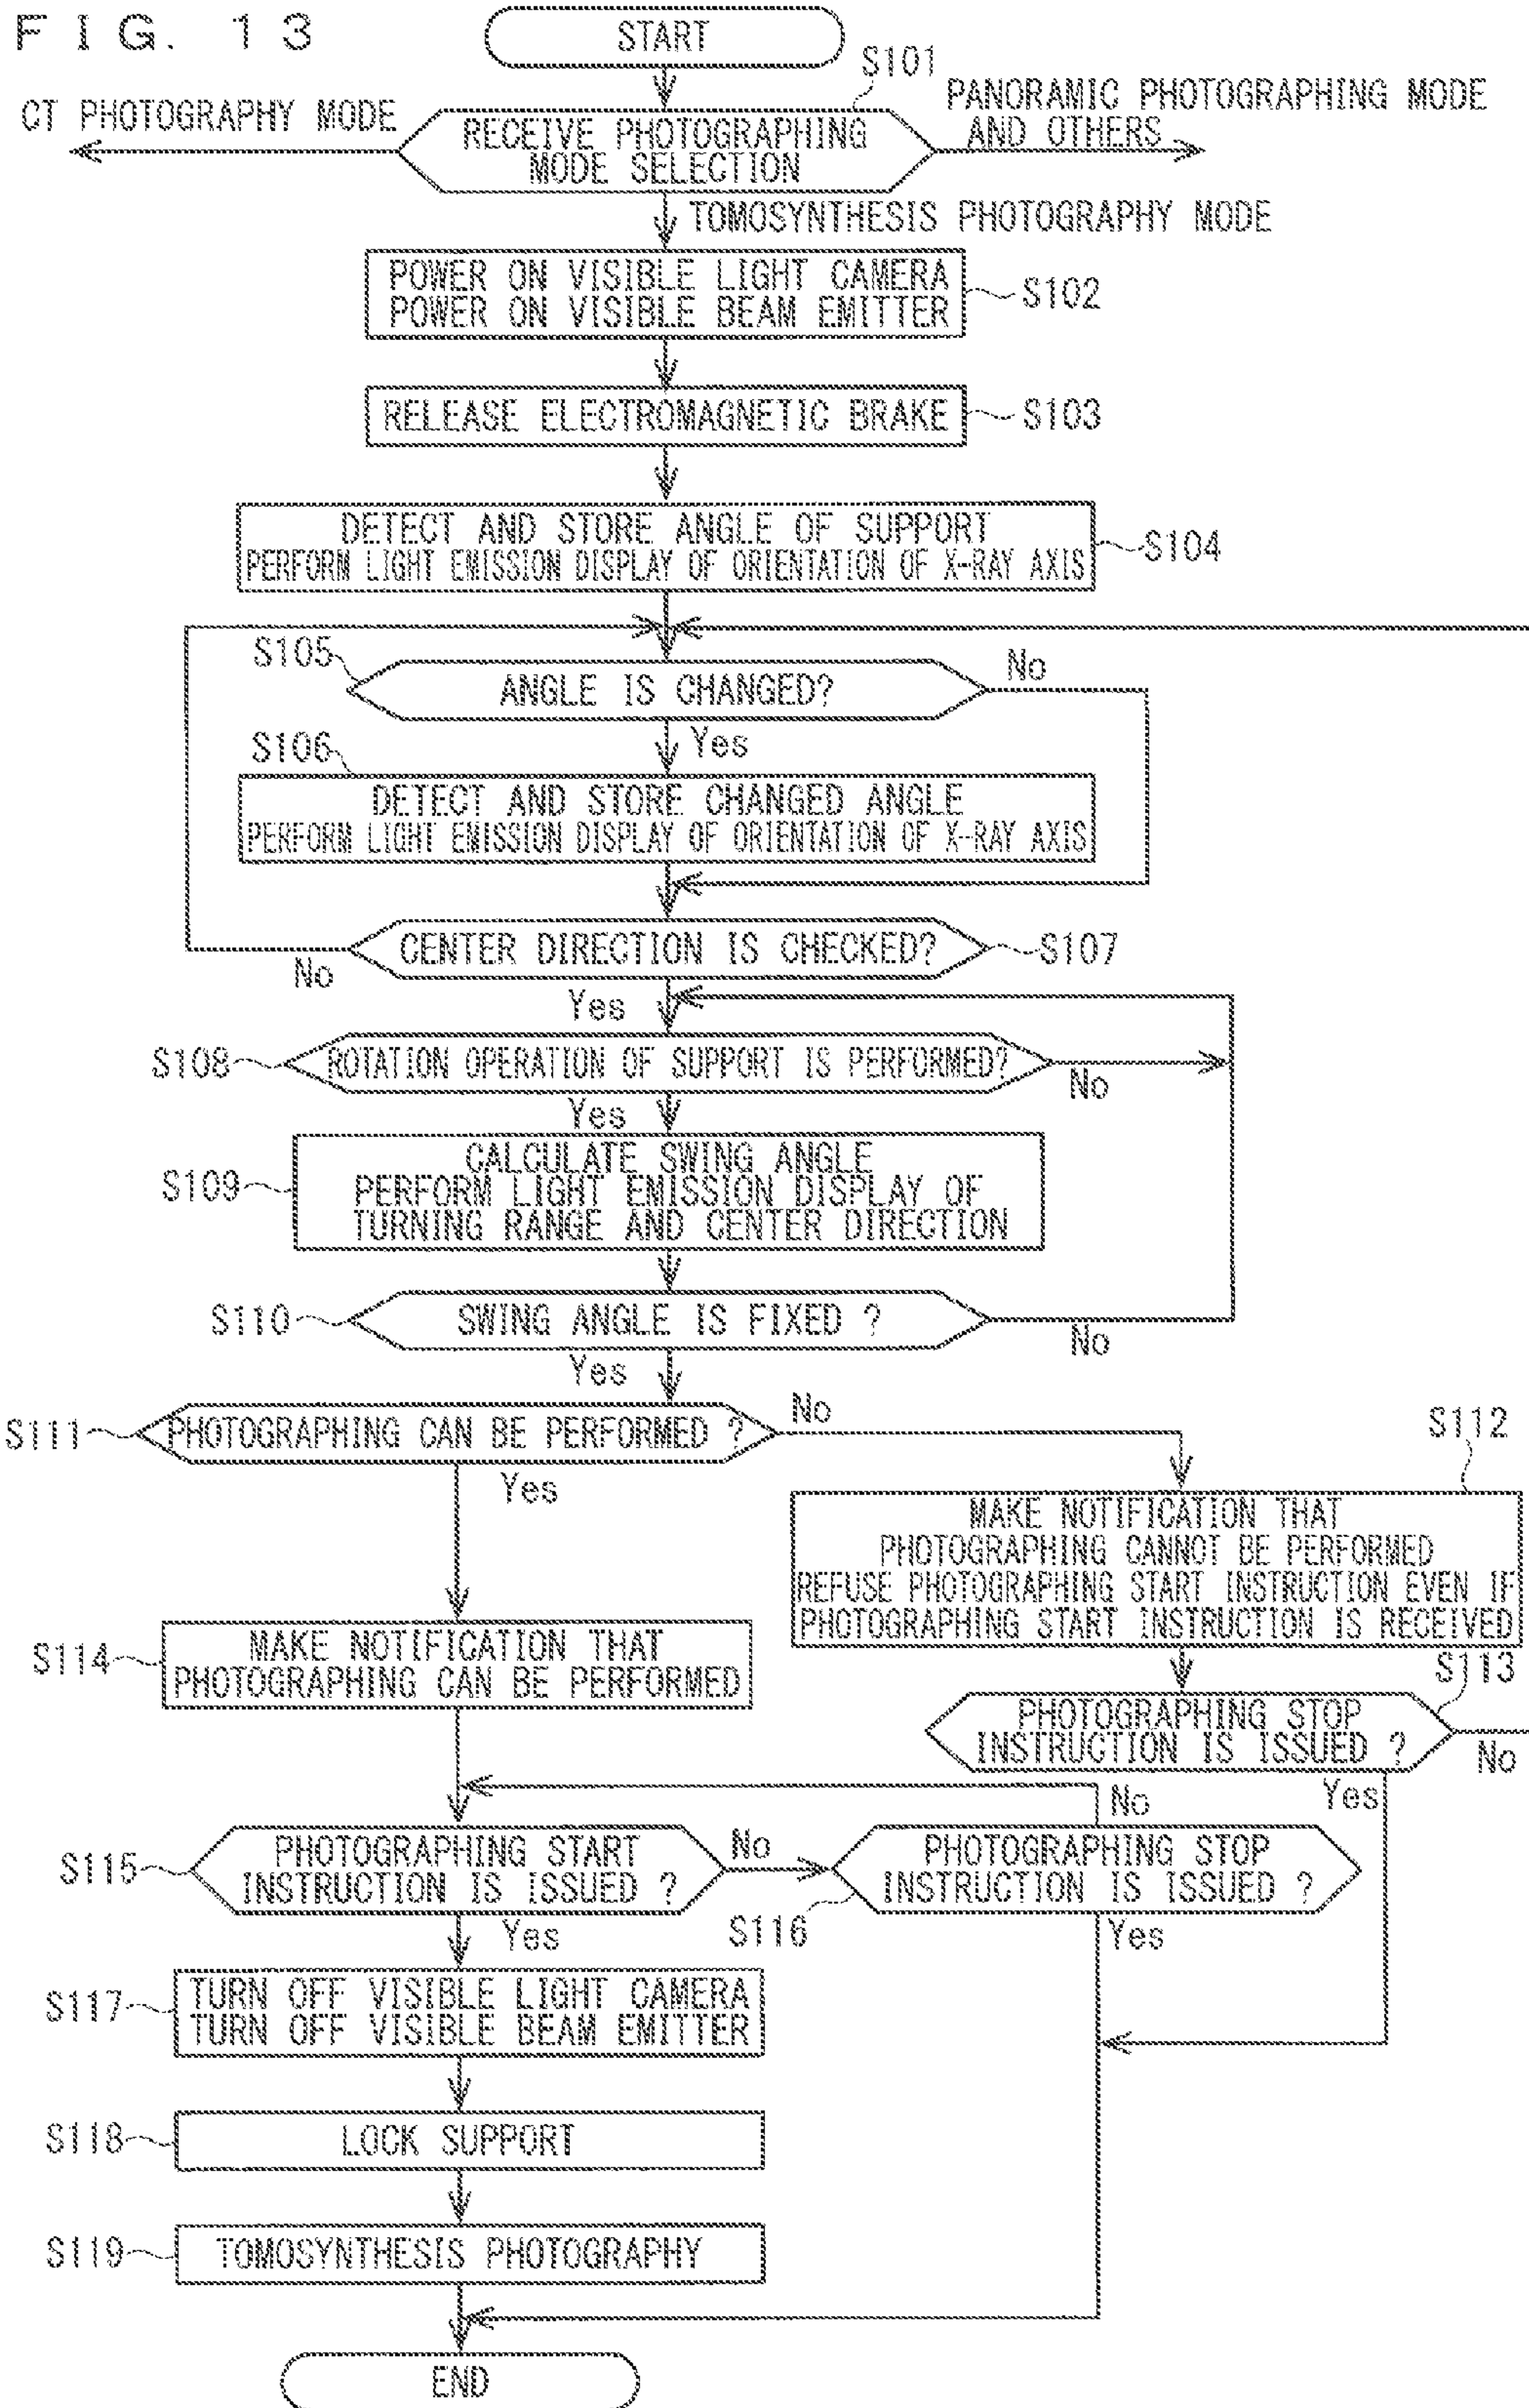 FIG. 13
START
S101
CT PHOTOGRAPHY MODE
PANORAMIC PHOTOGRAPHING MODE
AND OTHERS
RECEIVE PHOTOGRAPHING
MODE SELECTION
TOMOSYNTHESIS PHOTOGRAPHY MODE
POWER ON VISIBLE LIGHT CAMERA
POWER ON VISIBLE BEAM EMITTER
S102
RELEASE ELECTROMAGNETIC BRAKE
S103
DETECT AND STORE ANGLE OF SUPPORT
PERFORM LIGHT EMISSION DISPLAY OF ORIENTATION OF X-RAY AXIS
S104
S105
ANGLE IS CHANGED?
No
Yes
S106
DETECT AND STORE CHANGED ANGLE
PERFORM LIGHT EMISSION DISPLAY OF ORIENTATION OF X-RAY AXIS
CENTER DIRECTION IS CHECKED?
S107
No
Yes
S108
ROTATION OPERATION OF SUPPORT IS PERFORMED?
No
Yes
S109
CALCULATE SWING ANGLE
PERFORM LIGHT EMISSION DISPLAY OF
TURNING RANGE AND CENTER DIRECTION
S110
SWING ANGLE IS FIXED ?
No
Yes
S111
PHOTOGRAPHING CAN BE PERFORMED ?
No
Yes
S112
MAKE NOTIFICATION THAT
PHOTOGRAPHING CANNOT BE PERFORMED
REFUSE PHOTOGRAPHING START INSTRUCTION EVEN IF
PHOTOGRAPHING START INSTRUCTION IS RECEIVED
S114
MAKE NOTIFICATION THAT
PHOTOGRAPHING CAN BE PERFORMED
S113
PHOTOGRAPHING STOP
INSTRUCTION IS ISSUED ?
No
Yes
S115
PHOTOGRAPHING START
INSTRUCTION IS ISSUED ?
No
Yes
S116
PHOTOGRAPHING STOP
INSTRUCTION IS ISSUED ?
No
Yes
S117
TURN OFF VISIBLE LIGHT CAMERA
TURN OFF VISIBLE BEAM EMITTER
S118
LOCK SUPPORT
S119
TOMOSYNTHESIS PHOTOGRAPHY
END